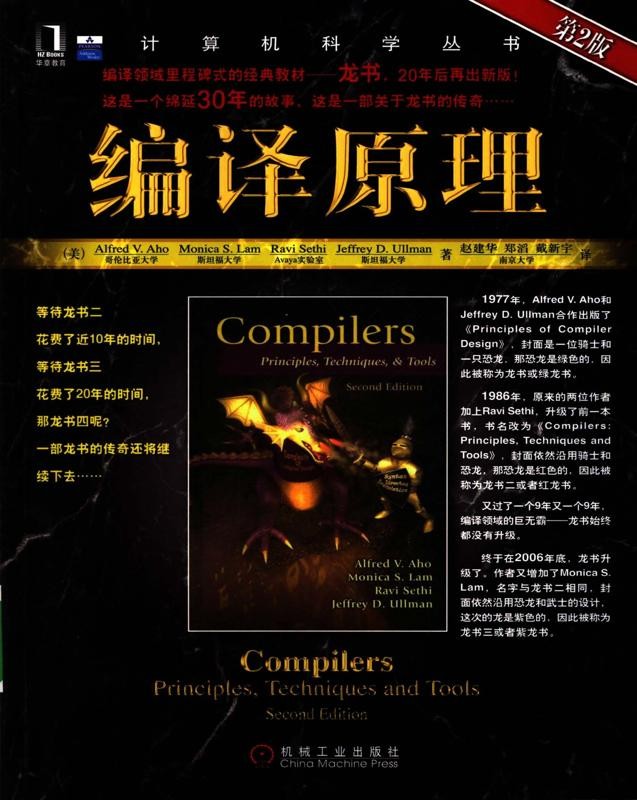 HZ BOOKS
华章教育
PEARSON
Addison Wesley
计算机科学丛书
第2版
编译领域里程碑式的经典教材——龙书，20年后再出新版！
这是一个绵延30年的故事，这是一部关于龙书的传奇……
编译原理
（美） Alfred V. Aho Monica S. Lam Ravi Sethi Jeffrey D. Ullman 著 赵建华 郑滔 戴新宇 译
哥伦比亚大学 斯坦福大学 Avaya实验室 斯坦福大学 南京大学
等待龙书二
花费了近10年的时间，
等待龙书三
花费了20年的时间，
那龙书四呢？
一部龙书的传奇还将继
续下去……
Compilers
Principles, Techniques, & Tools
Second Edition
Syntax
Directed
Translation
Alfred V. Aho
Monica S. Lam
Ravi Sethi
Jeffrey D. Ullman
1977年，Alfred V. Aho和
Jeffrey D. Ullman合作出版了
《Principles of Compiler
Design》，封面是一位骑士和
一只恐龙，那恐龙是绿色的，因
此被称为龙书或绿龙书。
1986年，原来的两位作者
加上Ravi Sethi，升级了前一本
书，书名改为《Compilers:
Principles, Techniques and
Tools》，封面依然沿用骑士和
恐龙，那恐龙是红色的，因此被
称为龙书二或者红龙书。
又过了一个9年又一个9年，
编译领域的巨无霸——龙书始终
都没有升级。
终于在2006年底，龙书升
级了。作者又增加了Monica S.
Lam，名字与龙书二相同，封
面依然沿用恐龙和武士的设计，
这次的龙是紫色的，因此被称为
龙书三或者紫龙书。
Compilers
Principles, Techniques and Tools
Second Edition
机械工业出版社
China Machine Press